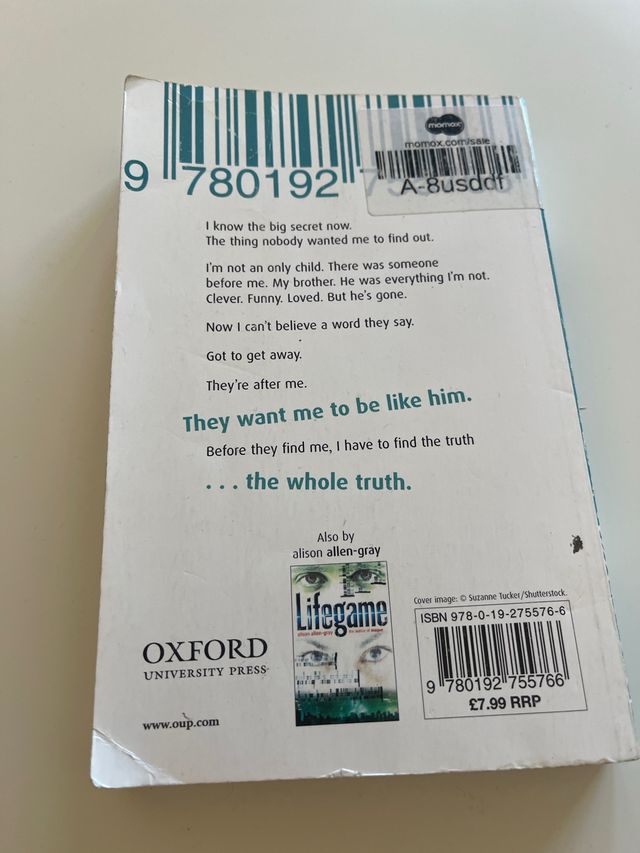 momox
momox.com/sale
A-8usddf
9 780192
I know the big secret now.
The thing nobody wanted me to find out.
I'm not an only child. There was someone
before me. My brother. He was everything I'm not.
Clever. Funny. Loved. But he's gone.
Now I can't believe a word they say.
Got to get away.
They're after me.
They want me to be like him.
Before they find me, I have to find the truth
. . . the whole truth.
Also by
alison allen-gray
Lifegame
alison allen-gray
OXFORD
UNIVERSITY PRESS
www.oup.com
Cover image: © Suzanne Tucker/Shutterstock.
ISBN 978-0-19-275576-6
9 780192 755766
£7.99 RRP